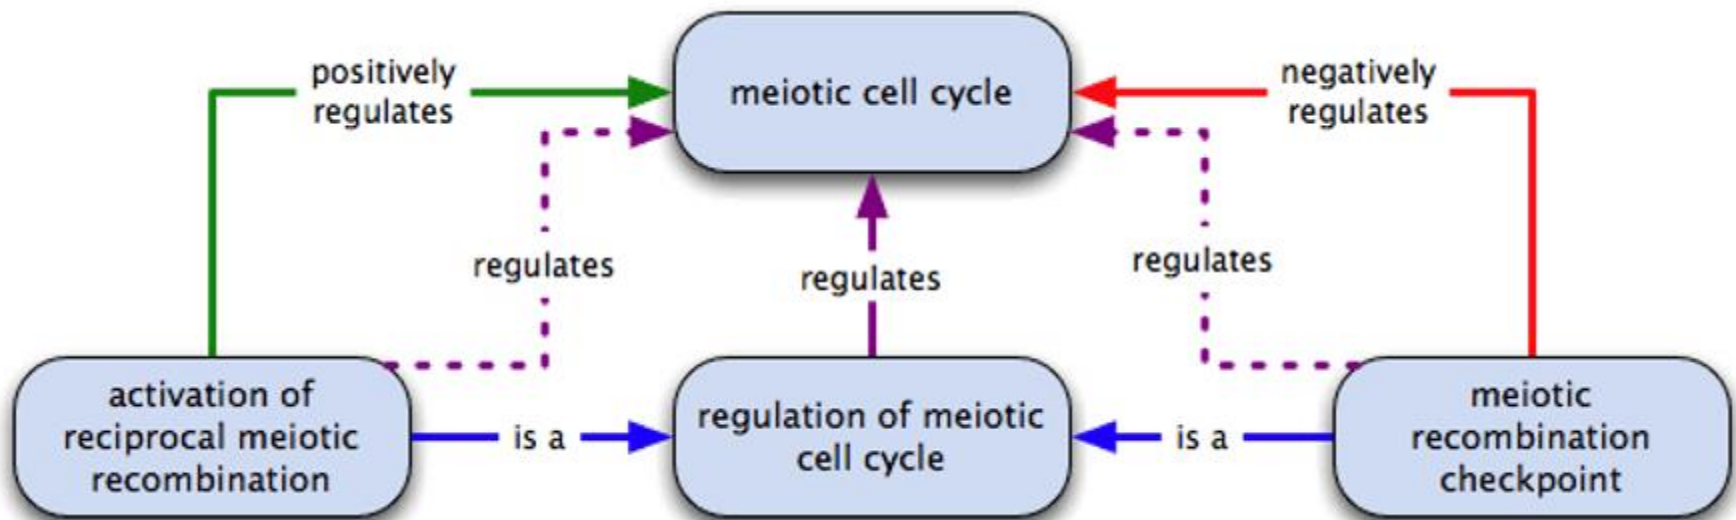 meiotic cell cycle
positively
regulates
negatively
regulates
regulates
regulates
regulates
activation of
reciprocal meiotic
recombination
is a
regulation of meiotic
cell cycle
is a
meiotic
recombination
checkpoint